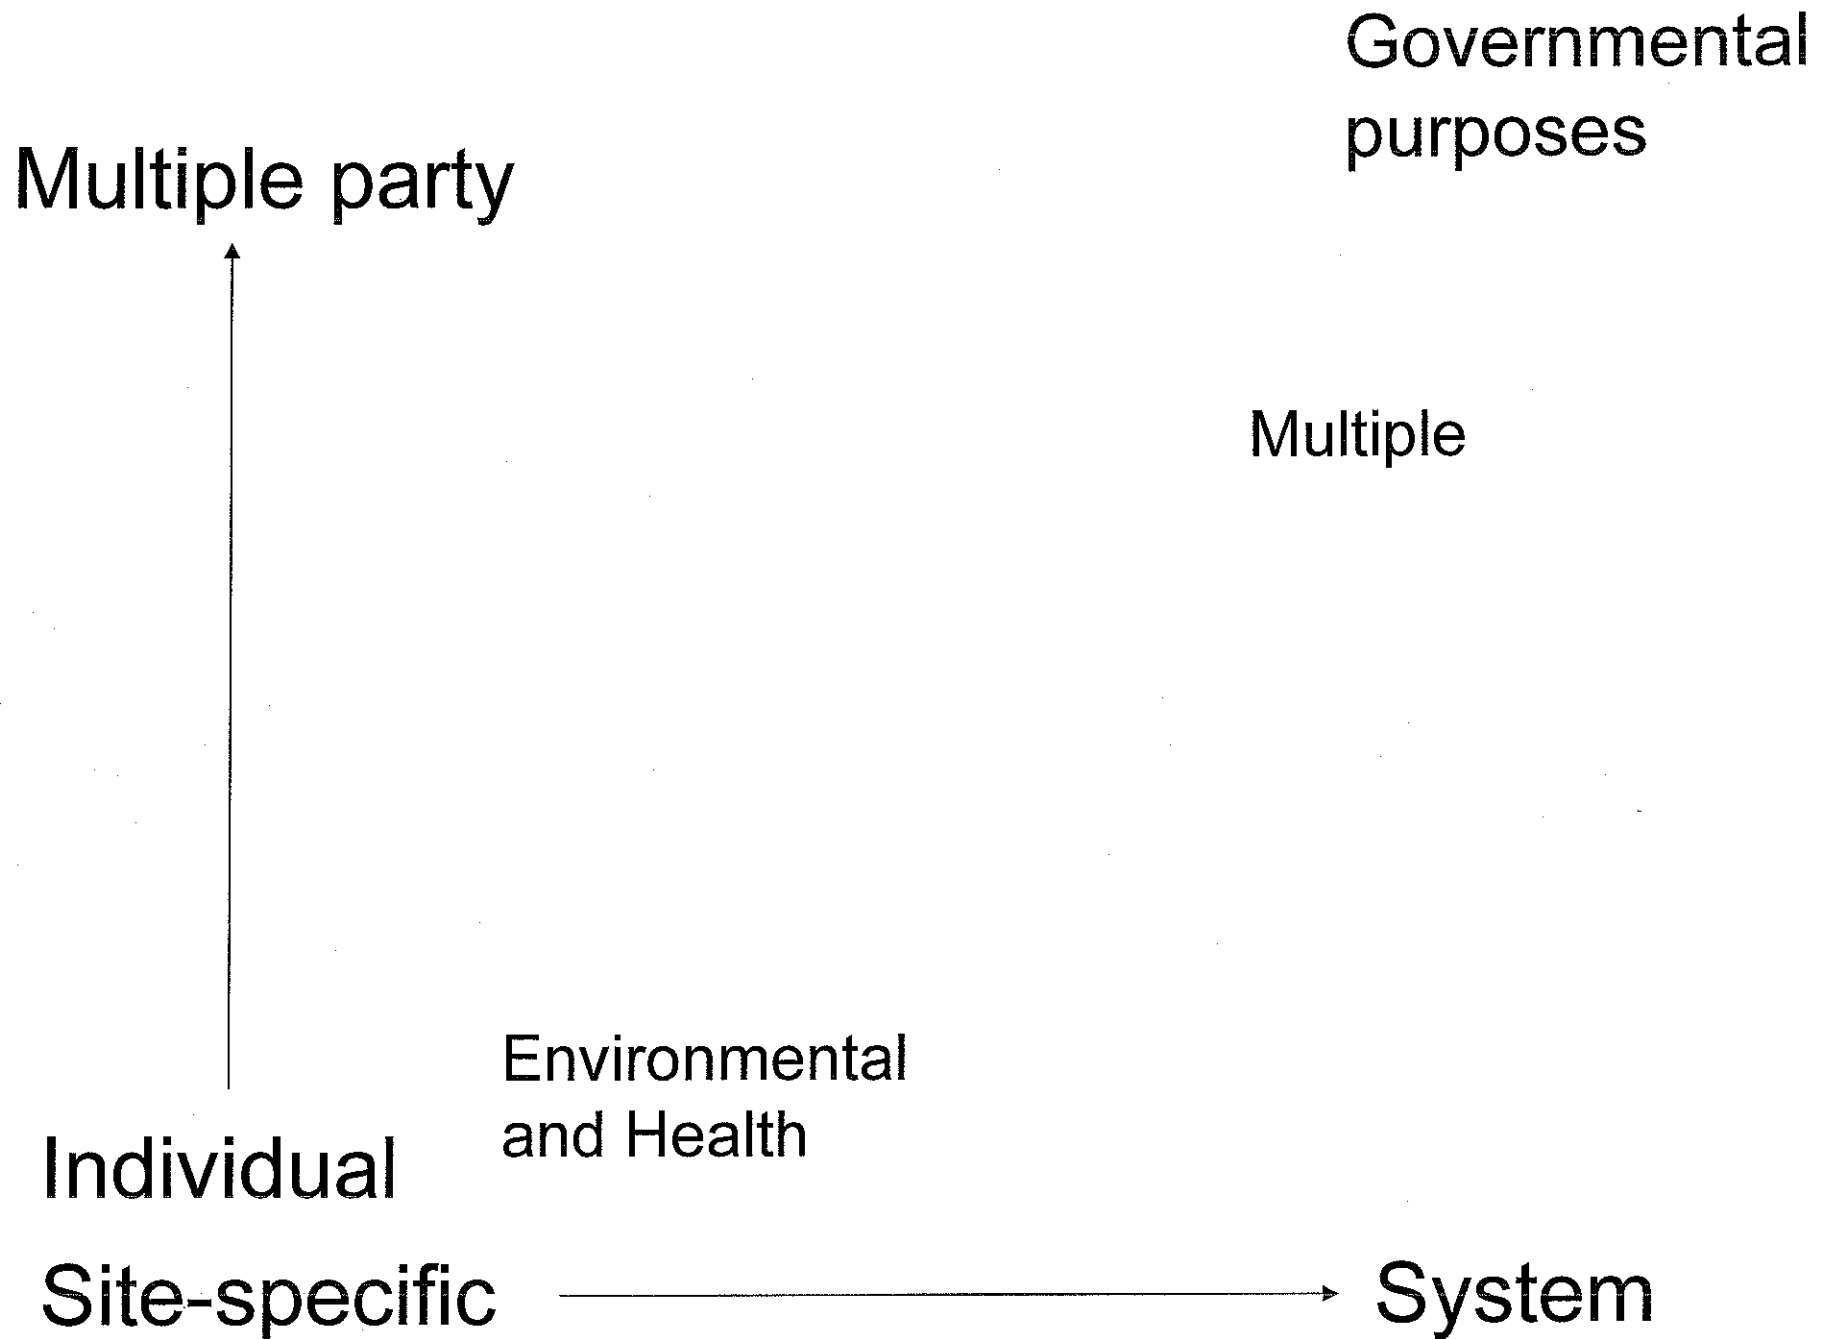 Governmental
purposes
Multiple party
Multiple
Environmental
and Health
Individual
Site-specific
System